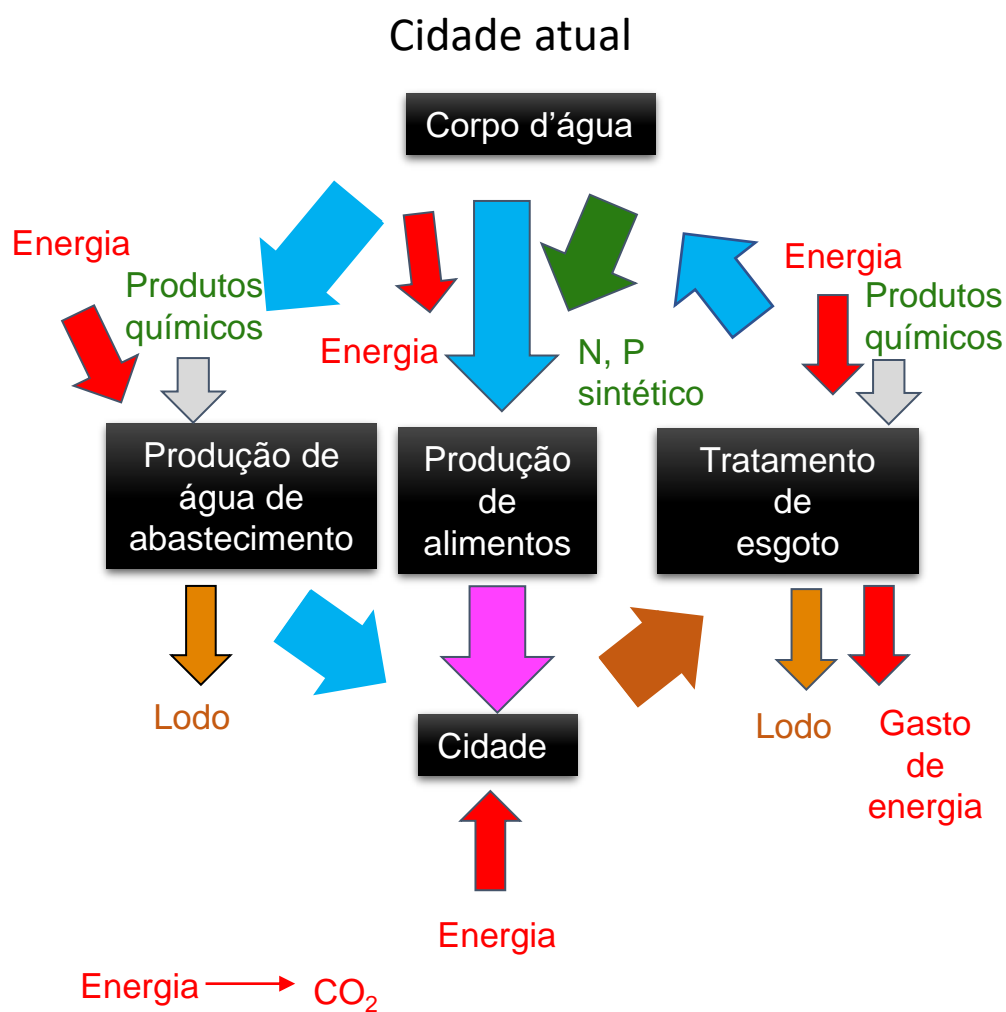 Cidade atual
Corpo d'água
Energia
Produtos
químicos
Energia
N, P
sintético
Energia
Produtos
químicos
Produção de
água de
abastecimento
Produção
de
alimentos
Tratamento
de
esgoto
Lodo
Cidade
Lodo
Gasto
de
energia
Energia
Energia
CO₂